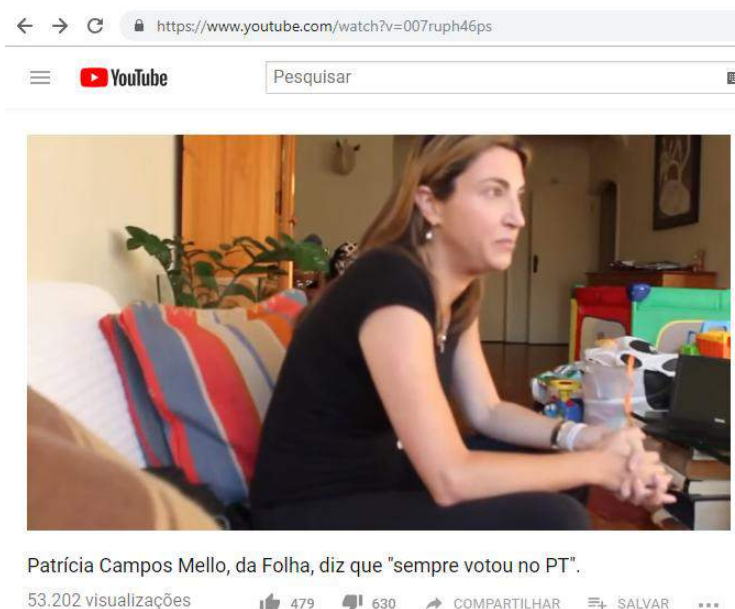 https://www.youtube.com/watch?v=007ruph46ps
YouTube
Pesquisar
Patrícia Campos Mello, da Folha, diz que "sempre votou no PT".
53.202 visualizações 479 630 COMPARTILHAR SALVAR